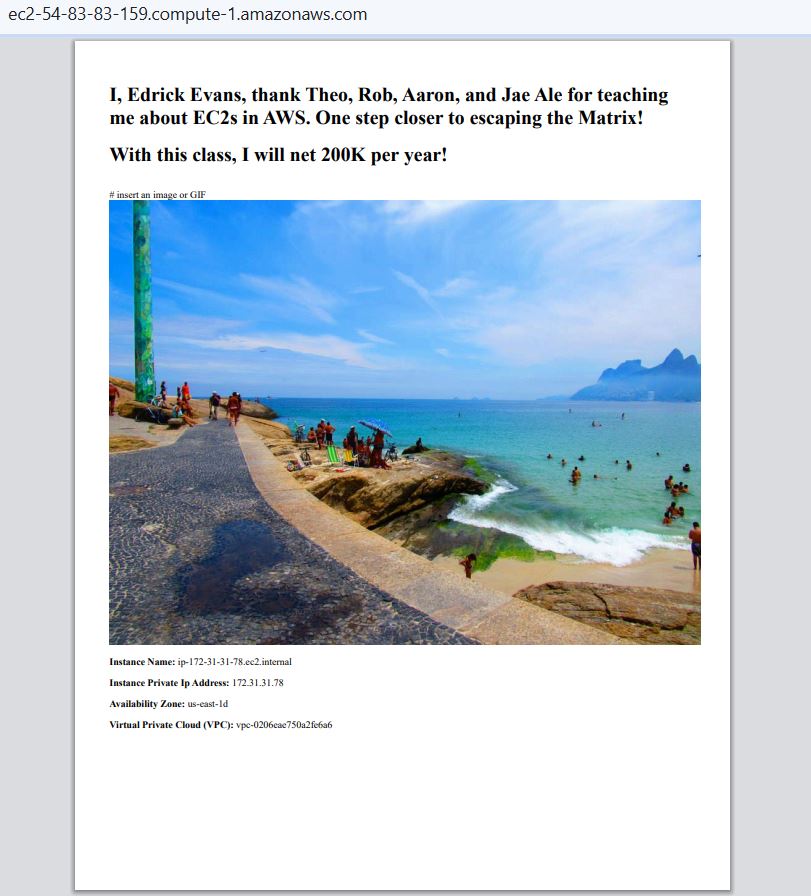 ec2-54-83-83-159.compute-1.amazonaws.com
I, Edrick Evans, thank Theo, Rob, Aaron, and Jae Ale for teaching
me about EC2s in AWS. One step closer to escaping the Matrix!
With this class, I will net 200K per year!
# insert an image or GIF
Instance Name: ip-172-31-31-78.ec2.internal
Instance Private Ip Address: 172.31.31.78
Availability Zone: us-east-1d
Virtual Private Cloud (VPC): vpc-0206eae750a2fe6a6